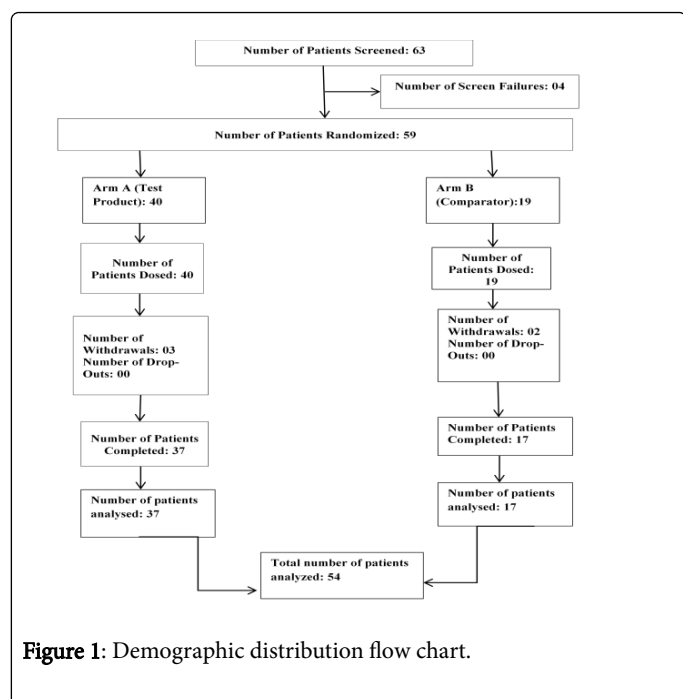 Number of Patients Screened: 63
Number of Screen Failures: 04
Number of Patients Randomized: 59
Arm A (Test
Product): 40
Arm B
(Comparator):19
Number of
Patients Dosed: 40
Number of
Patients Dosed:
19
Number of
Withdrawals: 03
Number of Drop-
Outs: 00
Number of
Withdrawals: 02
Number of Drop-
Outs: 00
Number of Patients
Completed: 37
Number of Patients
Completed: 17
Number of patients
analysed: 37
Number of patients
analysed: 17
Total number of patients
analyzed: 54
Figure 1: Demographic distribution flow chart.